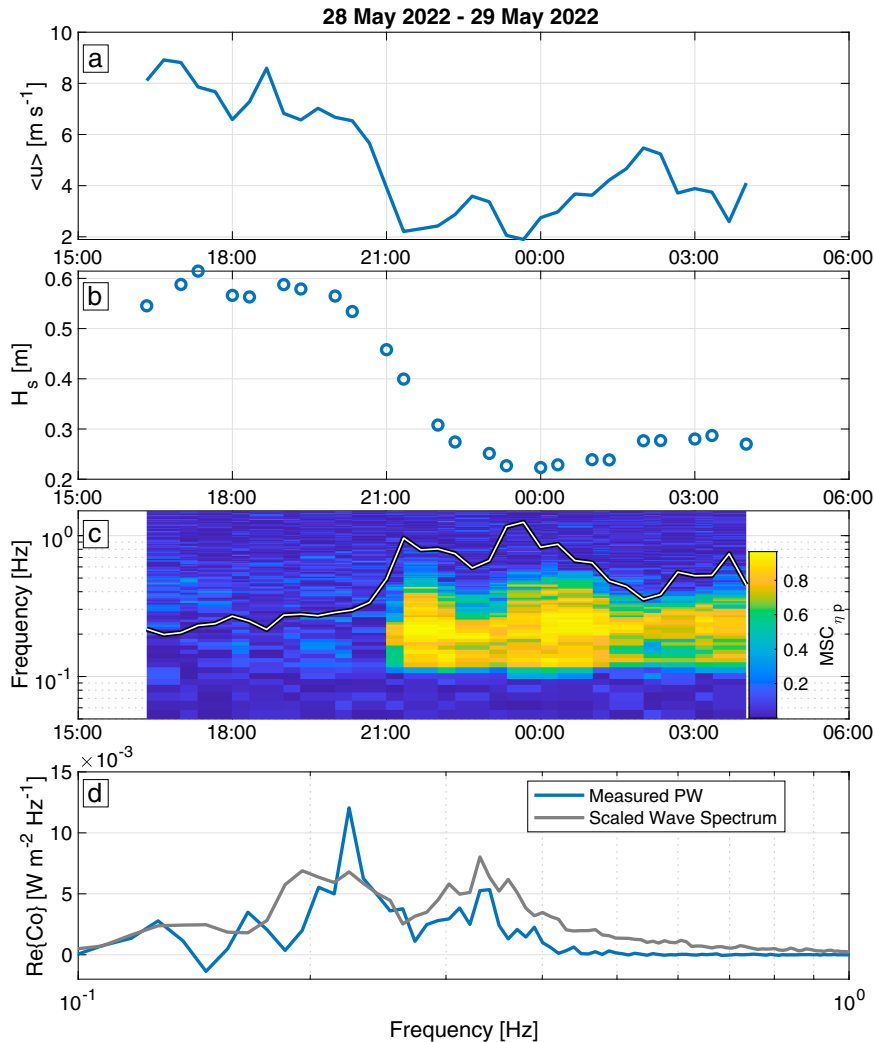 28 May 2022 - 29 May 2022
a
10
8
6
4
2
<u> [m s-1]
15:00 18:00 21:00 00:00 03:00 06:00
b
0.6
0.5
0.4
0.3
0.2
H_s [m]
15:00 18:00 21:00 00:00 03:00 06:00
c
10^0
10^-1
Frequency [Hz]
0.8
0.6
0.4
0.2
MSC_η p
15:00 18:00 21:00 00:00 03:00 06:00
× 10^-3
d
15
10
5
0
Re{Co} [W m^-2 Hz^-1]
Measured PW
Scaled Wave Spectrum
10^-1 10^0
Frequency [Hz]